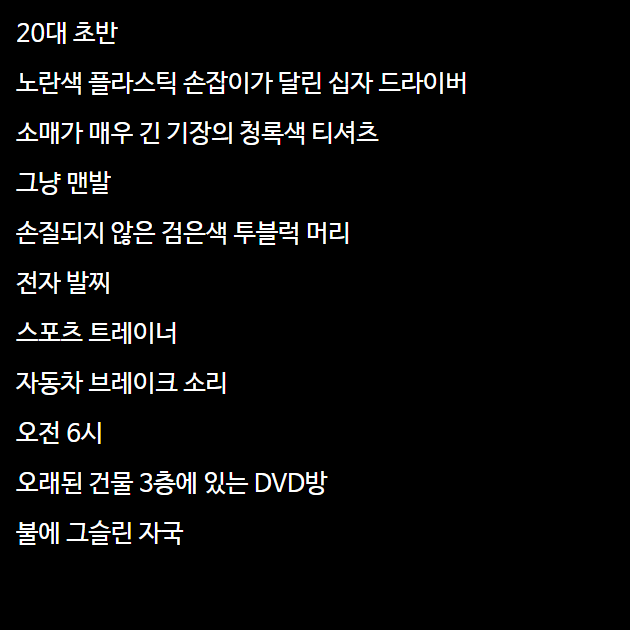 20대 초반
노란색 플라스틱 손잡이가 달린 십자 드라이버
소매가 매우 긴 기장의 청록색 티셔츠
그냥 맨발
손질되지 않은 검은색 투블럭 머리
전자 발찌
스포츠 트레이너
자동차 브레이크 소리
오전 6시
오래된 건물 3층에 있는 DVD방
불에 그슬린 자국